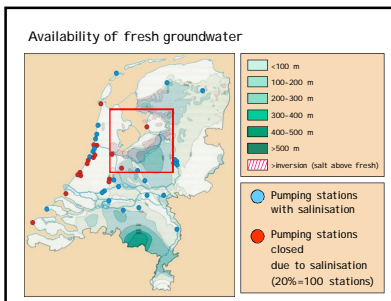 Availability of fresh groundwater
<100 m
100-200 m
200-300 m
300-400 m
400-500 m
>500 m
>inversion (salt above fresh)
Pumping stations
with salinisation
Pumping stations
closed
due to salinisation
(20%=100 stations)